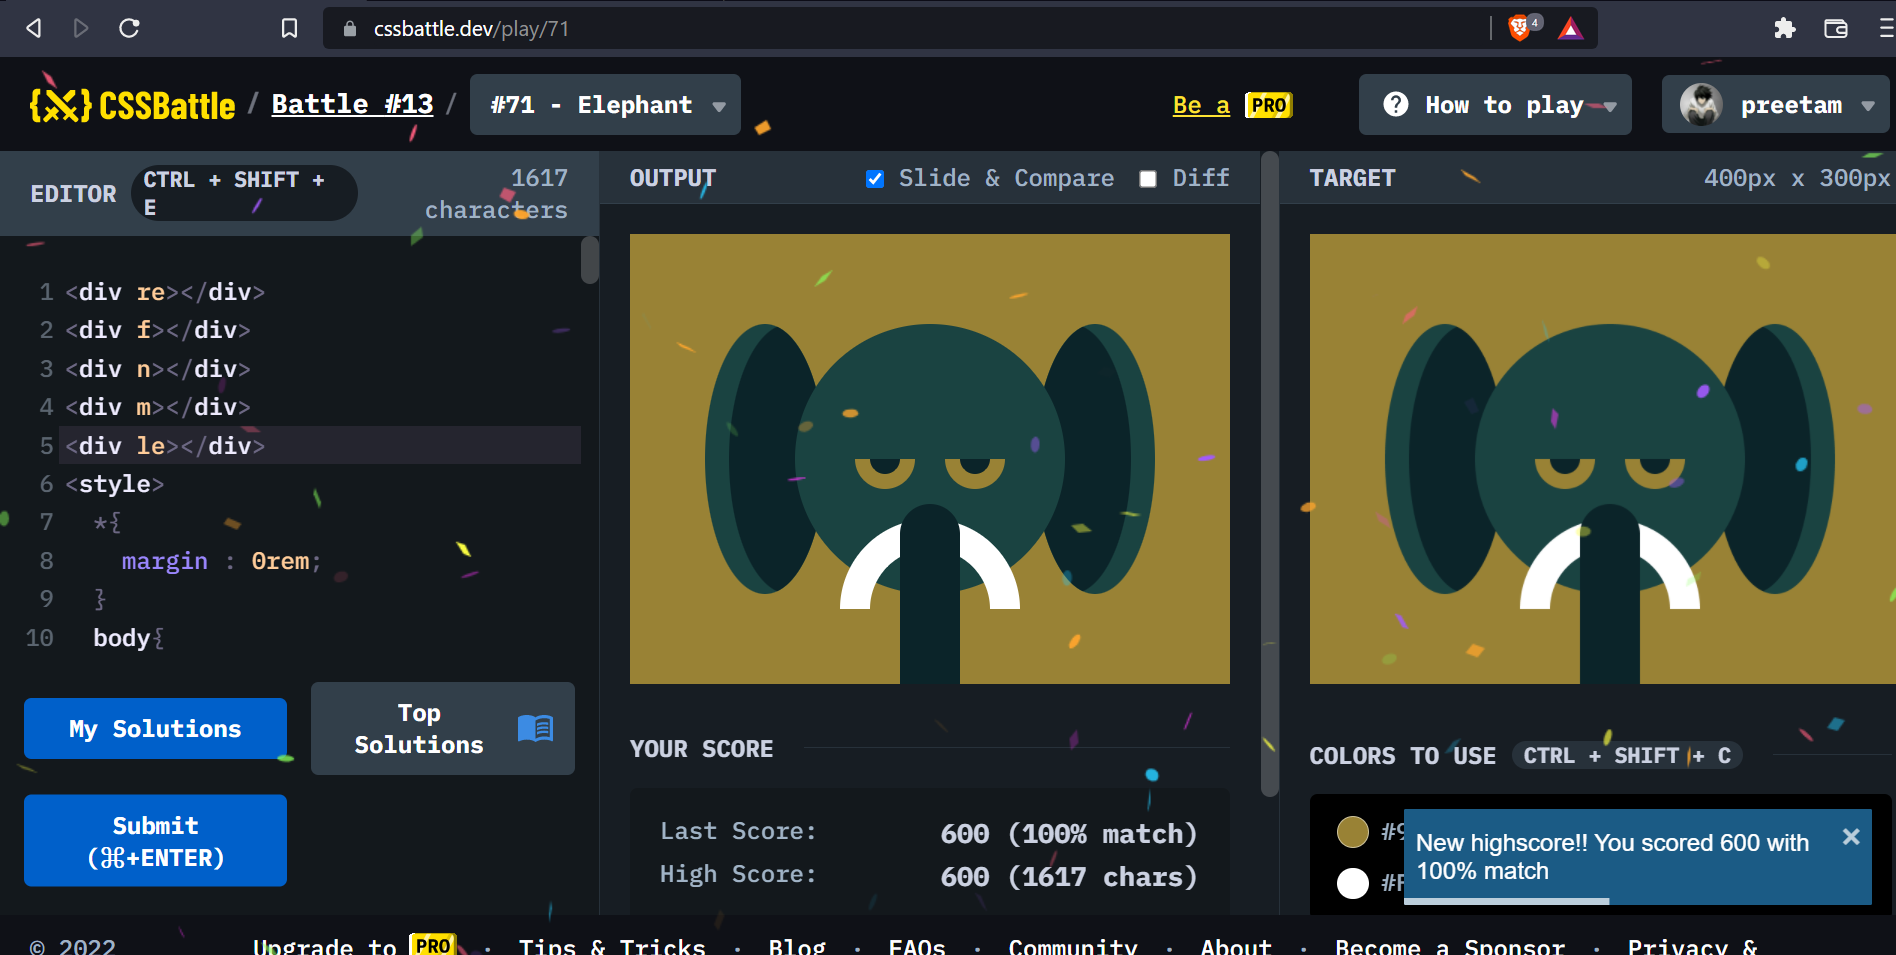 cssbattle.dev/play/71
4
{⚔} CSSBattle / Battle #13 / #71 - Elephant
Be a PRO
How to play
preetam
EDITOR
CTRL + SHIFT + E
1617 characters
OUTPUT
Slide & Compare
Diff
TARGET
400px x 300px
1 <div re></div>
2 <div f></div>
3 <div n></div>
4 <div m></div>
5 <div le></div>
6 <style>
7 *{
8 margin : 0rem;
9 }
10 body{
My Solutions
Top
Solutions
Submit
(⌘+ENTER)
YOUR SCORE
Last Score: 600 (100% match)
High Score: 600 (1617 chars)
COLORS TO USE CTRL + SHIFT + C
#9
#F
New highscore!! You scored 600 with
100% match
© 2022
Upgrade to PRO · Tips & Tricks · Blog · FAQs · Community · About · Become a Sponsor · Privacy &